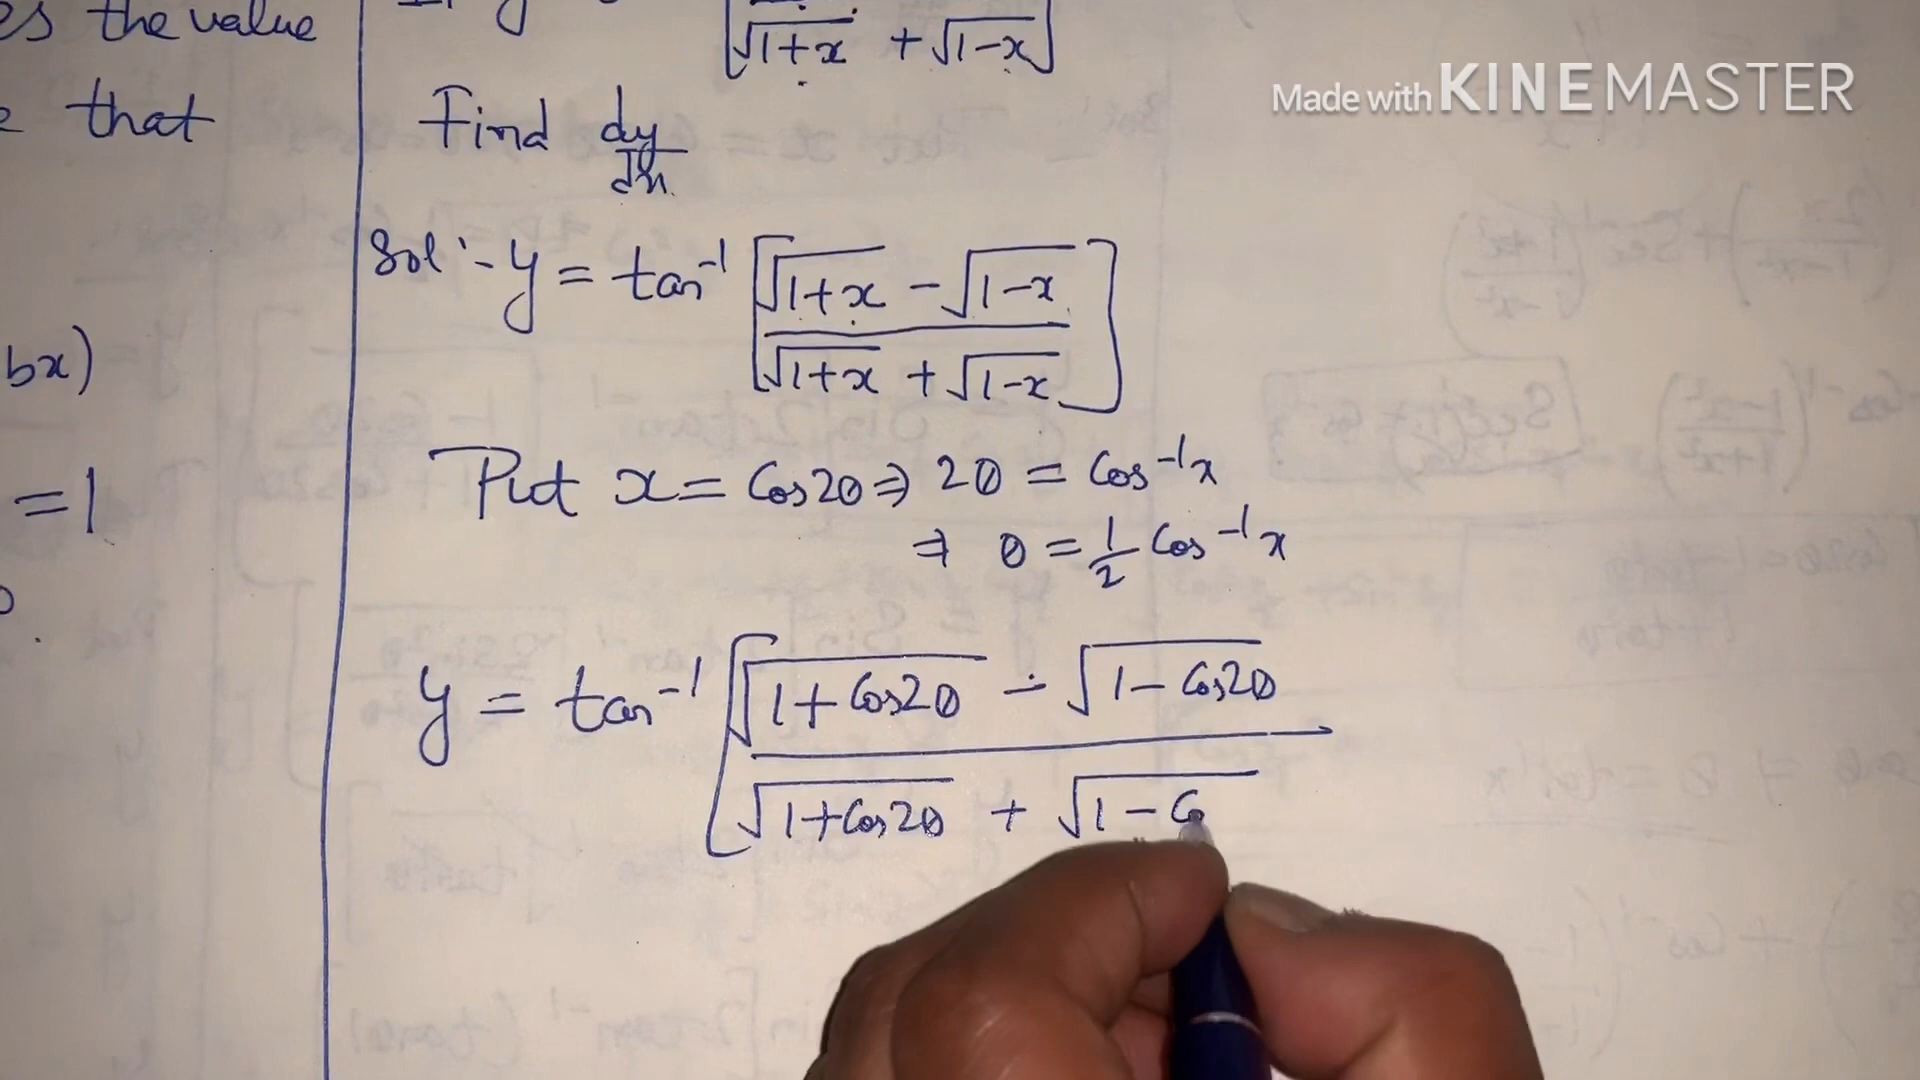 es the value
that
bx)
=1
If y
√1+x + √1-x
Find dy/dx
Sol:- y = tan⁻¹ [√1+x - √1-x / √1+x + √1-x]
Put x = Cos2θ ⇒ 2θ = Cos⁻¹x
⇒ θ = 1/2 Cos⁻¹x
y = tan⁻¹ [√1+Cos2θ - √1-Cos2θ / √1+Cos2θ + √1-Co
Made with KINEMASTER